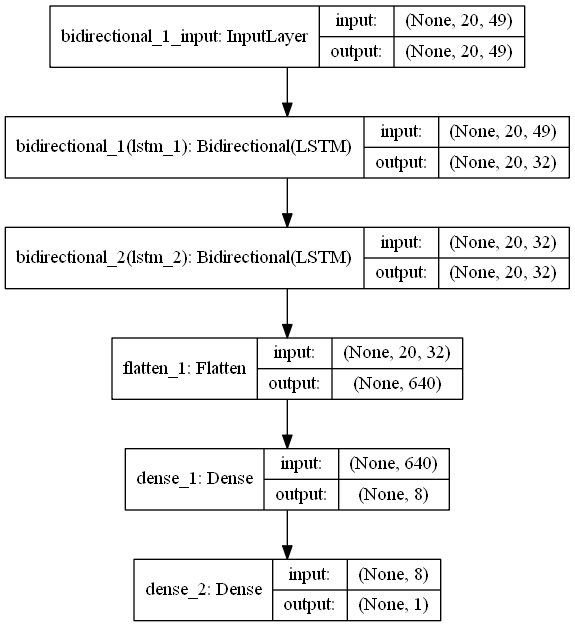 bidirectional_1_input: InputLayer
input: (None, 20, 49)
output: (None, 20, 49)
bidirectional_1(lstm_1): Bidirectional(LSTM)
input: (None, 20, 49)
output: (None, 20, 32)
bidirectional_2(lstm_2): Bidirectional(LSTM)
input: (None, 20, 32)
output: (None, 20, 32)
flatten_1: Flatten
input: (None, 20, 32)
output: (None, 640)
dense_1: Dense
input: (None, 640)
output: (None, 8)
dense_2: Dense
input: (None, 8)
output: (None, 1)